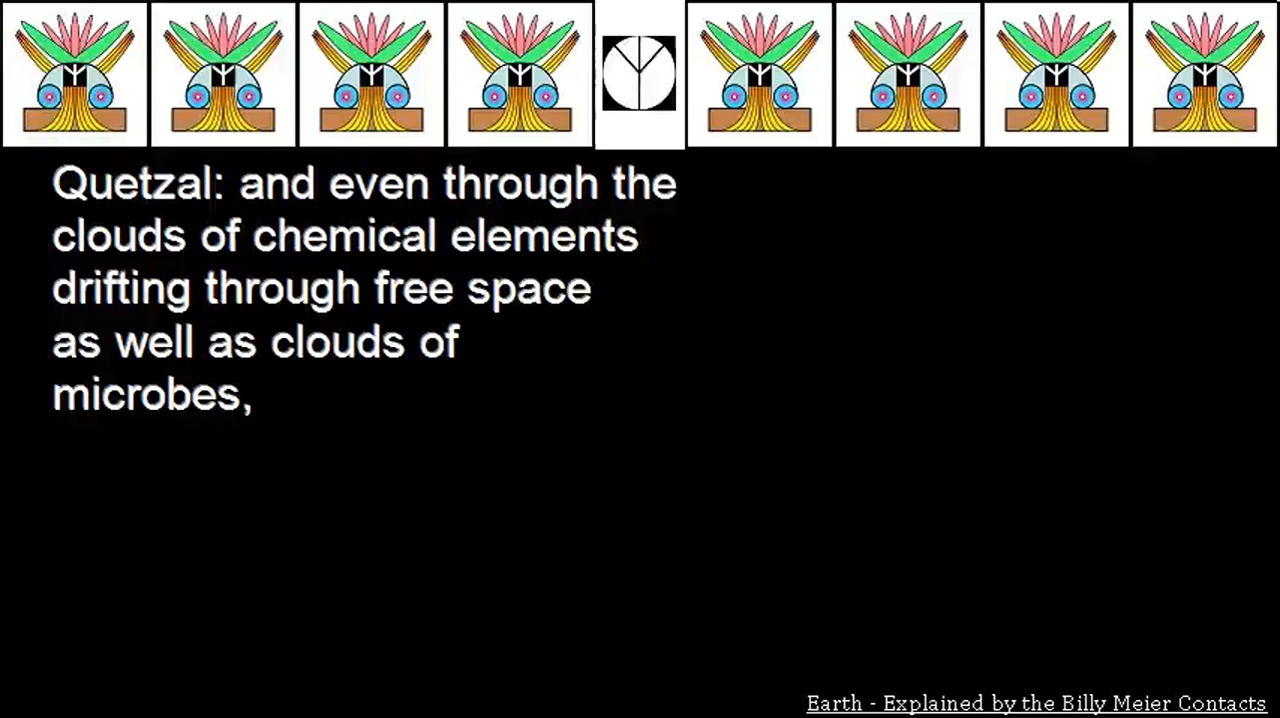 Quetzal: and even through the
clouds of chemical elements
drifting through free space
as well as clouds of
microbes,
Earth - Explained by the Billy Meier Contacts